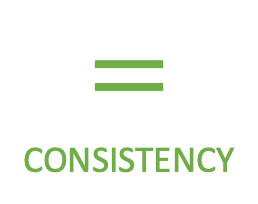 =
CONSISTENCY